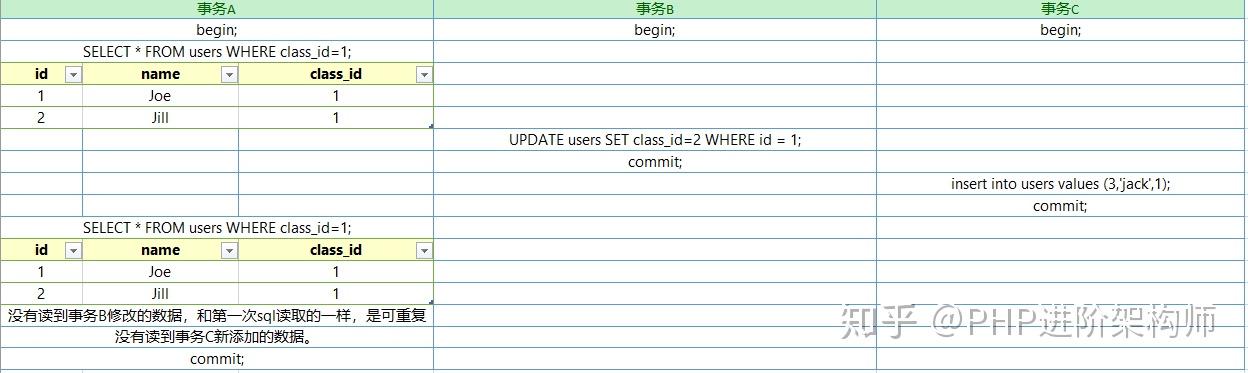 事务A 事务B 事务C
begin; begin; begin;
SELECT * FROM users WHERE class_id=1;
id name class_id
1 Joe 1
2 Jill 1
UPDATE users SET class_id=2 WHERE id = 1;
commit;
insert into users values (3,'jack',1);
commit;
SELECT * FROM users WHERE class_id=1;
id name class_id
1 Joe 1
2 Jill 1
没有读到事务B修改的数据，和第一次sql读取的一样，是可重复
没有读到事务C新添加的数据。
commit;
知乎 @PHP进阶架构师